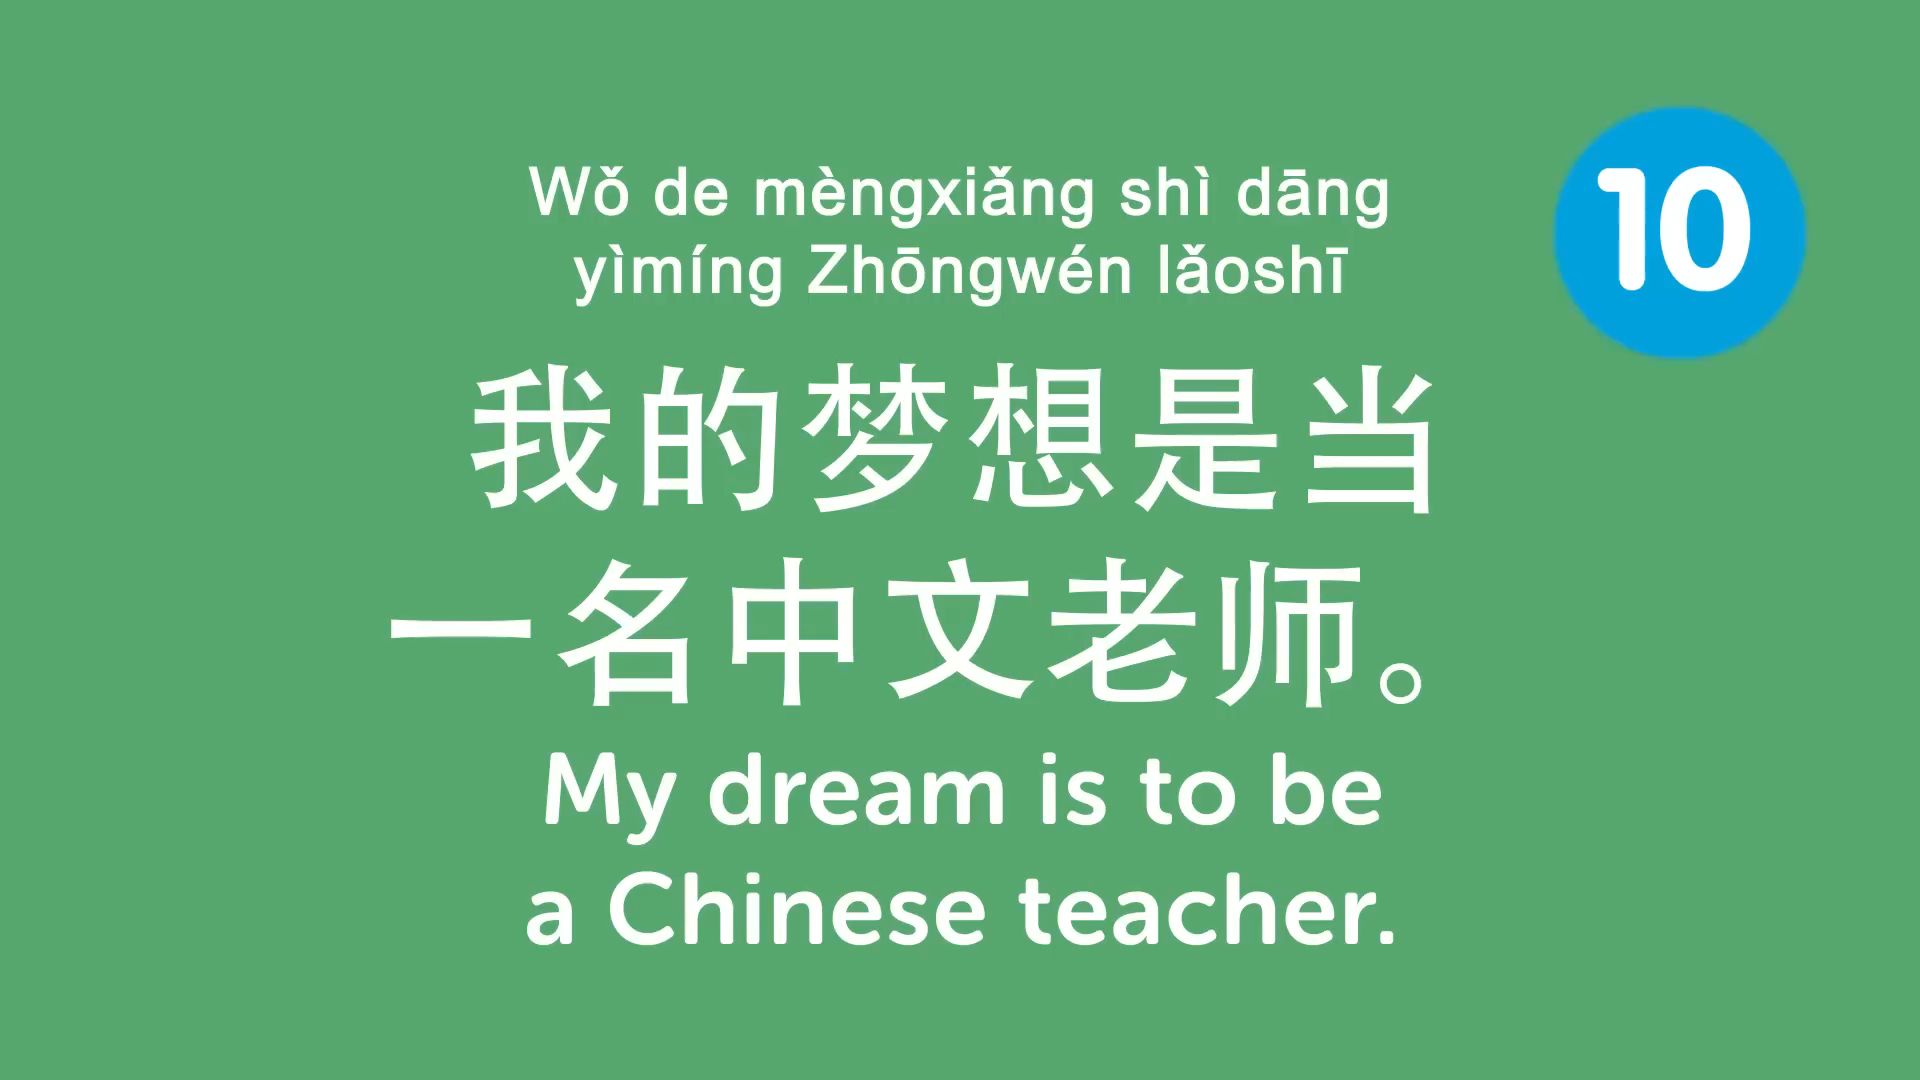 Wǒ de mèngxiǎng shì dāng
yìmíng Zhōngwén lǎoshī
10
我的梦想是当
一名中文老师。
My dream is to be
a Chinese teacher.